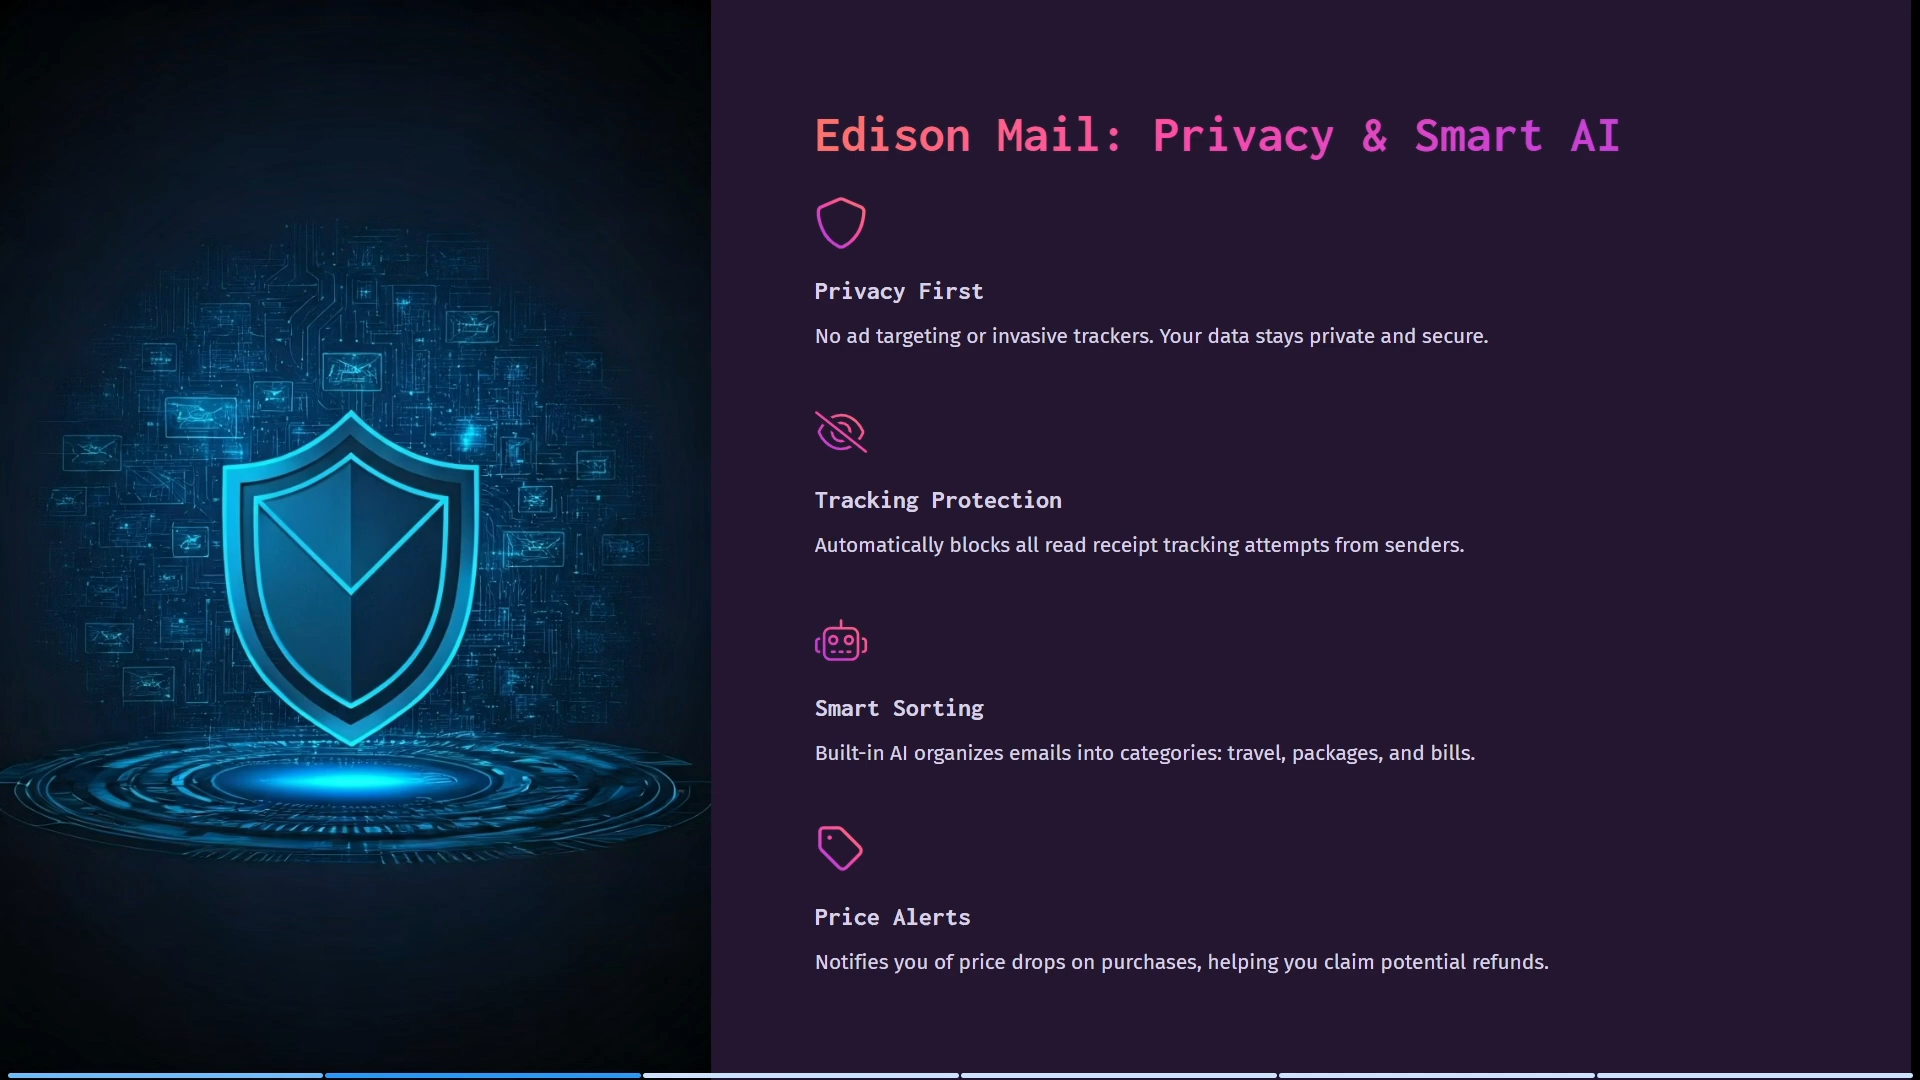 Edison Mail: Privacy & Smart AI
Privacy First
No ad targeting or invasive trackers. Your data stays private and secure.
Tracking Protection
Automatically blocks all read receipt tracking attempts from senders.
Smart Sorting
Built-in AI organizes emails into categories: travel, packages, and bills.
Price Alerts
Notifies you of price drops on purchases, helping you claim potential refunds.